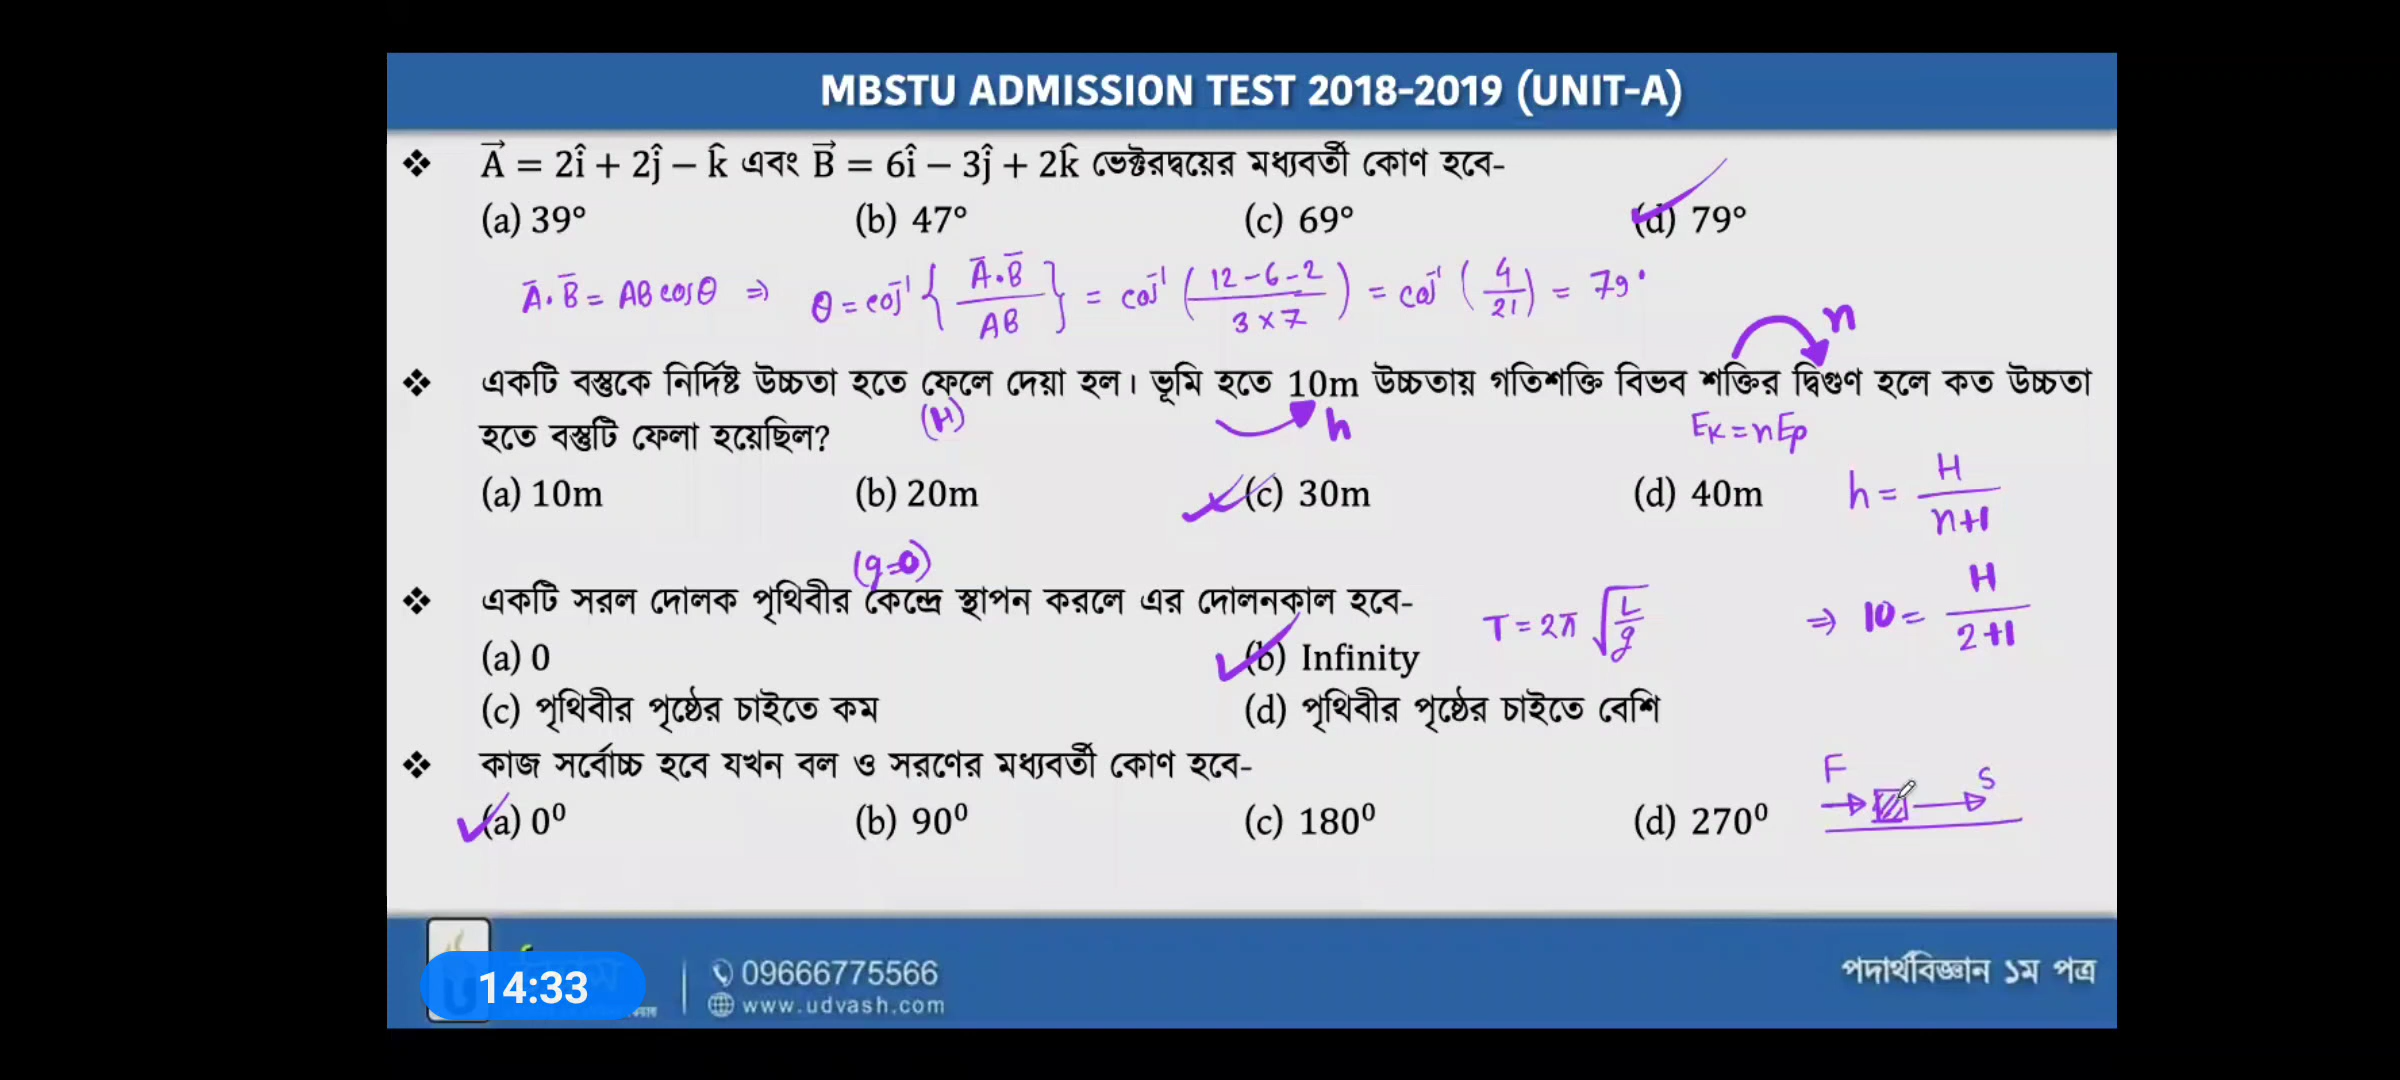 MBSTU ADMISSION TEST 2018-2019 (UNIT-A)
❖ A⃗ = 2î + 2ĵ − k̂ এবং B⃗ = 6î − 3ĵ + 2k̂ ভেক্টরদ্বয়ের মধ্যবর্তী কোণ হবে-
(a) 39° (b) 47° (c) 69° (d) 79°
A̅·B̅ = AB cosθ ⇒ θ = cos⁻¹ { A̅·B̅ / AB } = cos⁻¹ ( 12-6-2 / 3×7 ) = cos⁻¹ ( 4 / 21 ) = 79°
n
❖ একটি বস্তুকে নির্দিষ্ট উচ্চতা হতে ফেলে দেয়া হল। ভূমি হতে 10m উচ্চতায় গতিশক্তি বিভব শক্তির দ্বিগুণ হলে কত উচ্চতা
(H) h Eₖ = nEₚ
হতে বস্তুটি ফেলা হয়েছিল?
(a) 10m (b) 20m (c) 30m (d) 40m
h = H / n+1
(g=0)
❖ একটি সরল দোলক পৃথিবীর কেন্দ্রে স্থাপন করলে এর দোলনকাল হবে-
T = 2π √(L/g)
⇒ 10 = H / 2+1
(a) 0 (b) Infinity
(c) পৃথিবীর পৃষ্ঠের চাইতে কম (d) পৃথিবীর পৃষ্ঠের চাইতে বেশি
❖ কাজ সর্বোচ্চ হবে যখন বল ও সরণের মধ্যবর্তী কোণ হবে-
F S
(a) 0⁰ (b) 90⁰ (c) 180⁰ (d) 270⁰
14:33
09666775566
www.udvash.com
পদার্থবিজ্ঞান ১ম পত্র